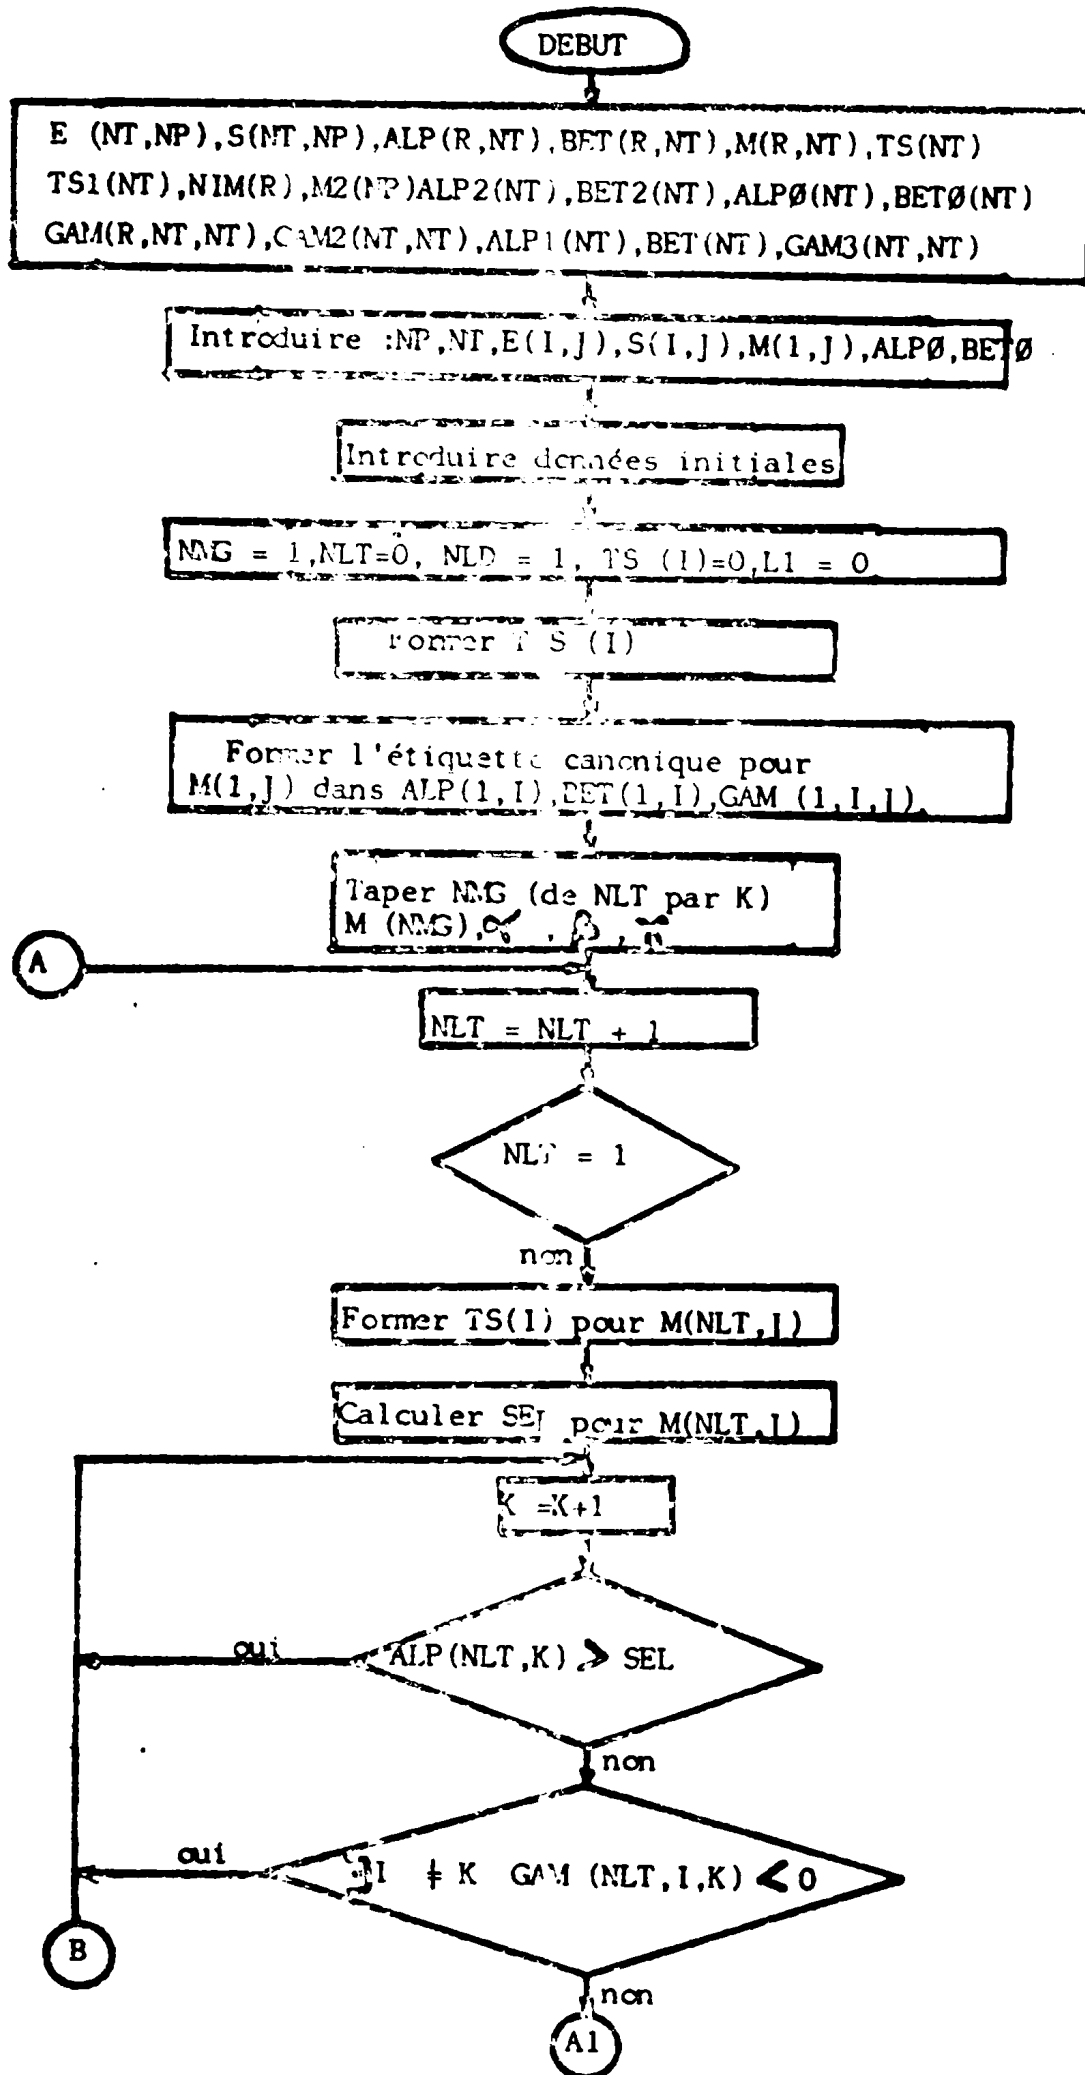 DEBUT
E (NT,NP),S(NT,NP),ALP(R,NT),BET(R,NT),M(R,NT),TS(NT)
TS1(NT),NIM(R),M2(NP)ALP2(NT),BET2(NT),ALPØ(NT),BETØ(NT)
GAM(R,NT,NT),GAM2(NT,NT),ALP1(NT),BET(NT),GAM3(NT,NT)
Introduire :NP,NT,E(I,J),S(I,J),M(1,J),ALPØ,BETØ
Introduire données initiales
NMG = 1,NLT=0, NLD = 1, TS (I)=0,L1 = 0
Former T S (I)
Former l'étiquette canonique pour
M(1,J) dans ALP(1,I),BET(1,I),GAM (1,I,J).
Taper NMG (de NLT par K)
M (NMG),α , β ,
A
NLT = NLT + 1
NLT = 1
non
Former TS(1) pour M(NLT,J)
Calculer SEL pour M(NLT,J)
K =K+1
oui
ALP(NLT,K) > SEL
non
oui
∃I ≠ K GAM (NLT,I,K) < 0
B
non
A1